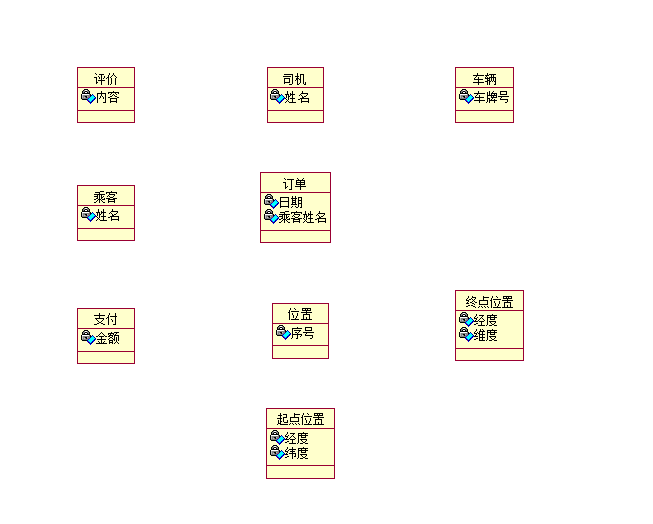 评价
内容
司机
姓名
车辆
车牌号
乘客
姓名
订单
日期
乘客姓名
支付
金额
位置
序号
终点位置
经度
维度
起点位置
经度
纬度